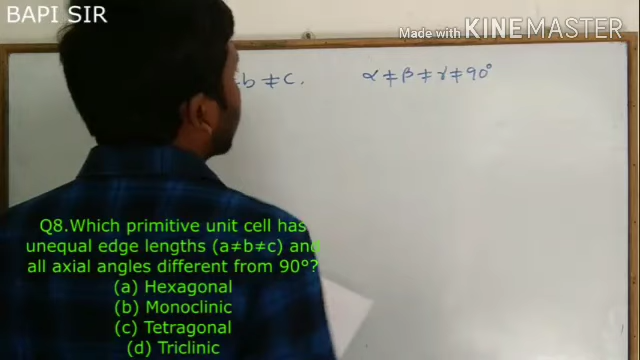 BAPI SIR
Made with KINEMASTER
≠b ≠c. α≠β≠γ≠90°
Q8.Which primitive unit cell has
unequal edge lengths (a≠b≠c) and
all axial angles different from 90°?
(a) Hexagonal
(b) Monoclinic
(c) Tetragonal
(d) Triclinic